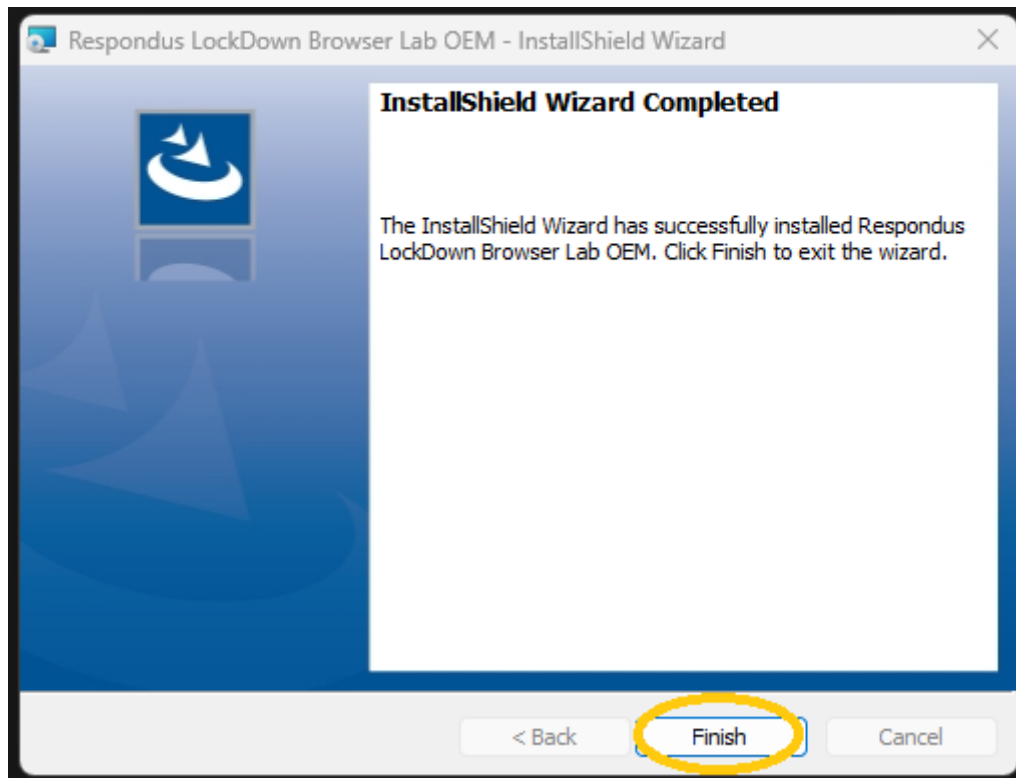 Respondus LockDown Browser Lab OEM - InstallShield Wizard
InstallShield Wizard Completed
The InstallShield Wizard has successfully installed Respondus
LockDown Browser Lab OEM. Click Finish to exit the wizard.
< Back
Finish
Cancel